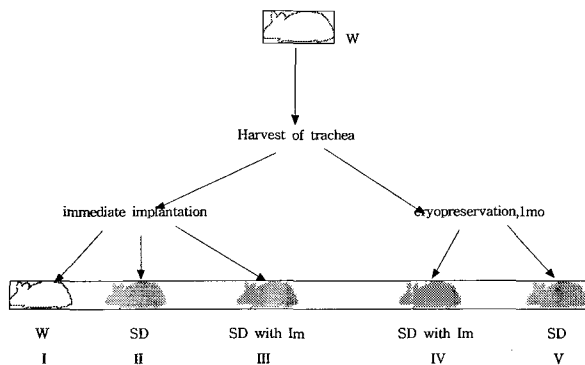 W
Harvest of trachea
immediate implantation
cryopreservation,1mo
W SD SD with Im SD with Im SD
I II III IV V